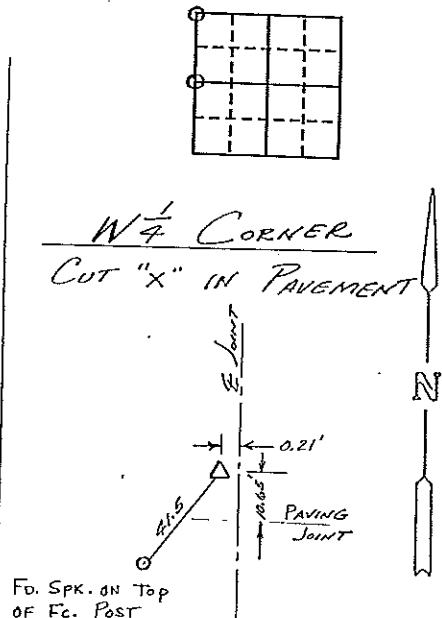 W 1/4 CORNER
CUT "X" IN PAVEMENT
℄ JOINT
N
0.21'
10.65'
41.5
PAVING
JOINT
FD. SPK. ON TOP
OF FC. POST